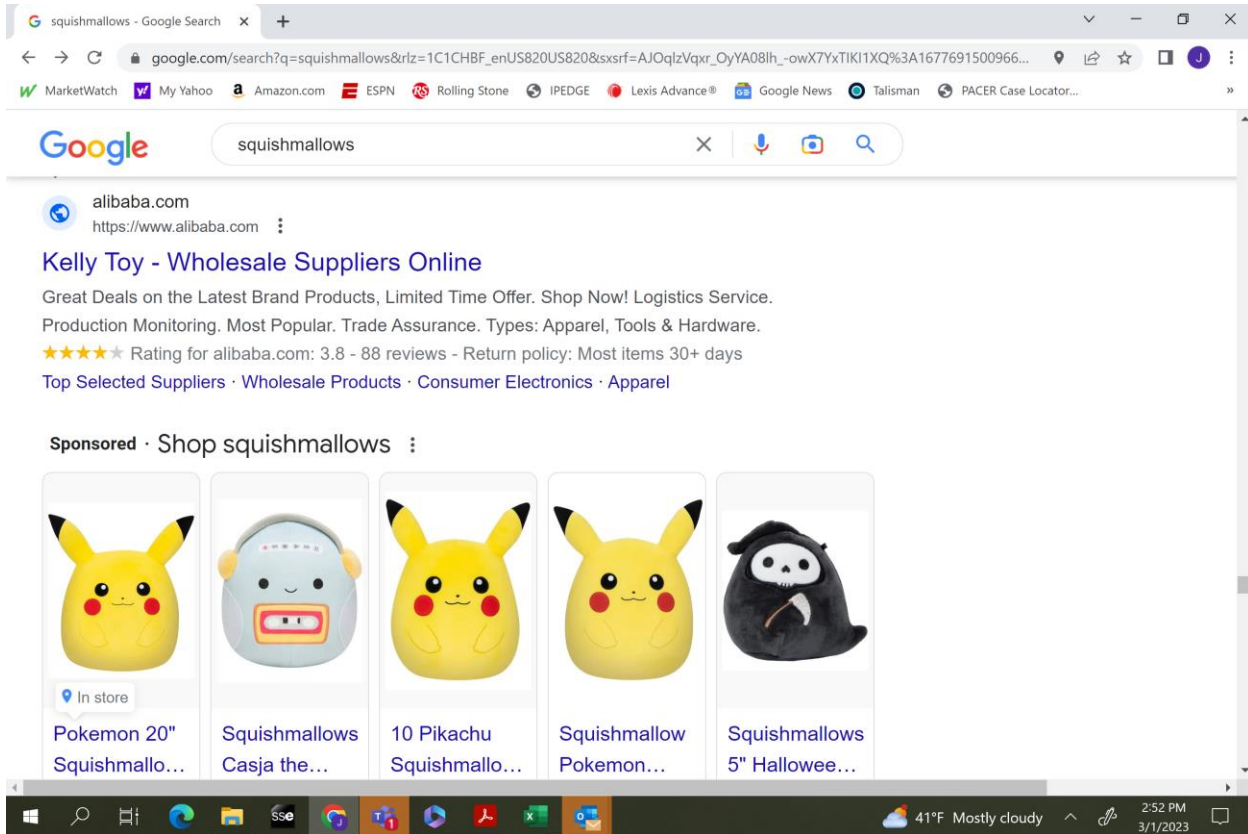 squishmallows - Google Search
google.com/search?q=squishmallows&rlz=1C1CHBF_enUS820US820&sxsrf=AJOqlzVqxr_OyYA08lh_-owX7YxTIKI1XQ%3A1677691500966...
J
MarketWatch My Yahoo Amazon.com ESPN Rolling Stone IPEDGE Lexis Advance® Google News Talisman PACER Case Locator... »
Google squishmallows
alibaba.com
https://www.alibaba.com
Kelly Toy - Wholesale Suppliers Online
Great Deals on the Latest Brand Products, Limited Time Offer. Shop Now! Logistics Service.
Production Monitoring. Most Popular. Trade Assurance. Types: Apparel, Tools & Hardware.
Rating for alibaba.com: 3.8 - 88 reviews - Return policy: Most items 30+ days
Top Selected Suppliers · Wholesale Products · Consumer Electronics · Apparel
Sponsored · Shop squishmallows
In store
Pokemon 20" Squishmallows 10 Pikachu Squishmallow Squishmallows
Squishmallo... Casja the... Squishmallo... Pokemon... 5" Hallowee...
sse 41°F Mostly cloudy 2:52 PM
3/1/2023